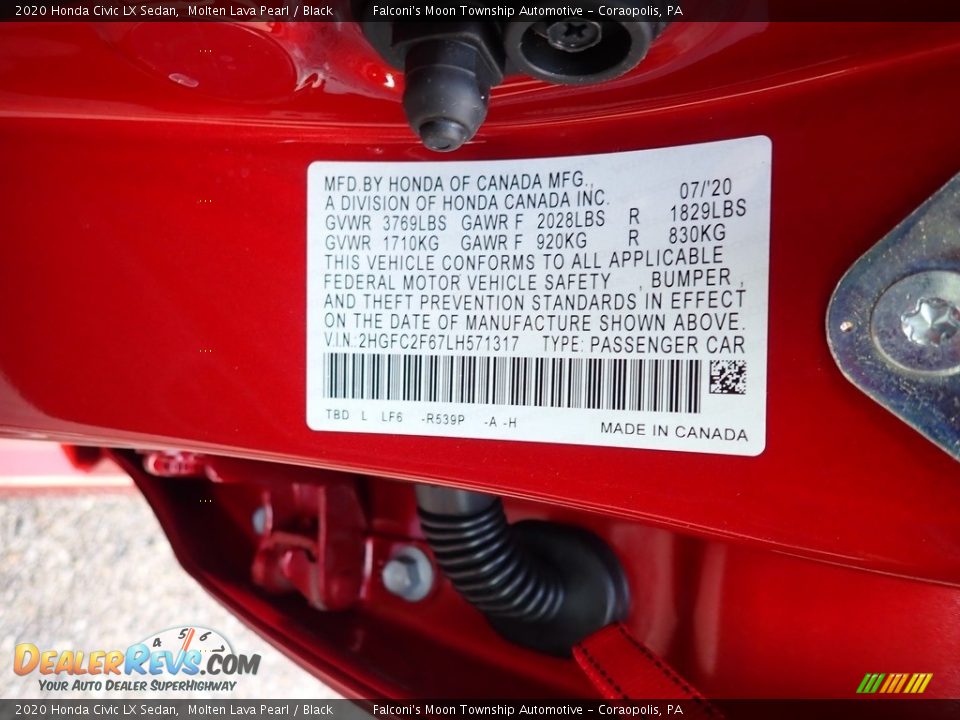 2020 Honda Civic LX Sedan, Molten Lava Pearl / Black Falconi's Moon Township Automotive - Coraopolis, PA
MFD.BY HONDA OF CANADA MFG.,
A DIVISION OF HONDA CANADA INC. 07/'20
GVWR 3769LBS GAWR F 2028LBS R 1829LBS
GVWR 1710KG GAWR F 920KG R 830KG
THIS VEHICLE CONFORMS TO ALL APPLICABLE
FEDERAL MOTOR VEHICLE SAFETY , BUMPER ,
AND THEFT PREVENTION STANDARDS IN EFFECT
ON THE DATE OF MANUFACTURE SHOWN ABOVE.
V.I.N.:2HGFC2F67LH571317 TYPE: PASSENGER CAR
TBD L LF6 -R539P -A -H
MADE IN CANADA
4 5 6
DEALERREVS.COM
YOUR AUTO DEALER SUPERHIGHWAY
2020 Honda Civic LX Sedan, Molten Lava Pearl / Black Falconi's Moon Township Automotive - Coraopolis, PA